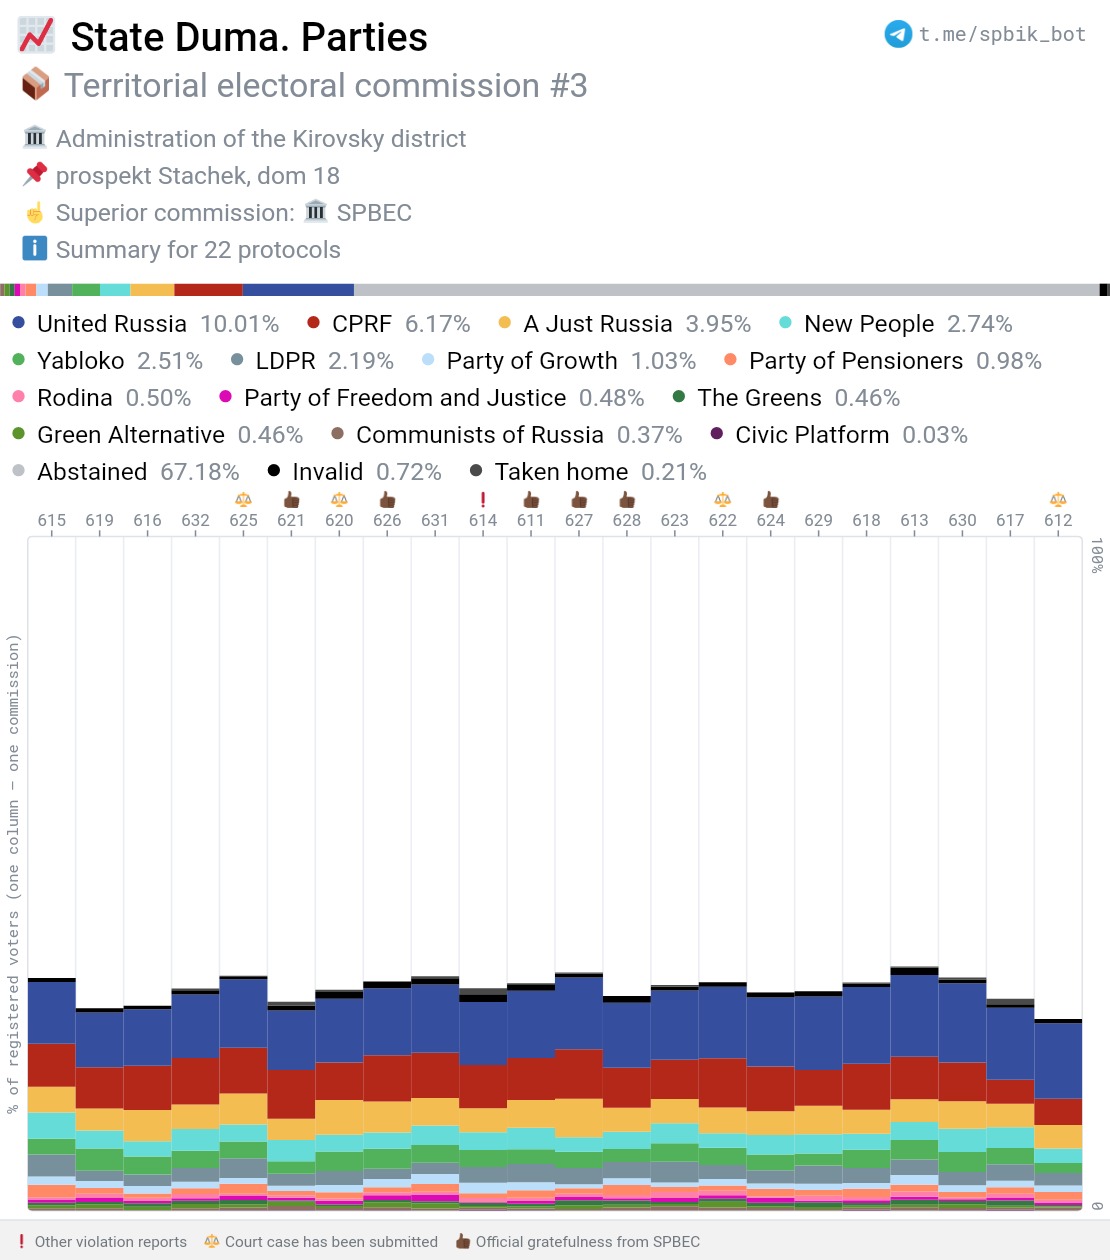 State Duma. Parties
t.me/spbik_bot
Territorial electoral commission #3
Administration of the Kirovsky district
prospekt Stachek, dom 18
Superior commission: SPBEC
Summary for 22 protocols
United Russia 10.01% CPRF 6.17% A Just Russia 3.95% New People 2.74%
Yabloko 2.51% LDPR 2.19% Party of Growth 1.03% Party of Pensioners 0.98%
Rodina 0.50% Party of Freedom and Justice 0.48% The Greens 0.46%
Green Alternative 0.46% Communists of Russia 0.37% Civic Platform 0.03%
Abstained 67.18% Invalid 0.72% Taken home 0.21%
615 619 616 632 625 621 620 626 631 614 611 627 628 623 622 624 629 618 613 630 617 612
100%
% of registered voters (one column – one commission)
0
Other violation reports Court case has been submitted Official gratefulness from SPBEC